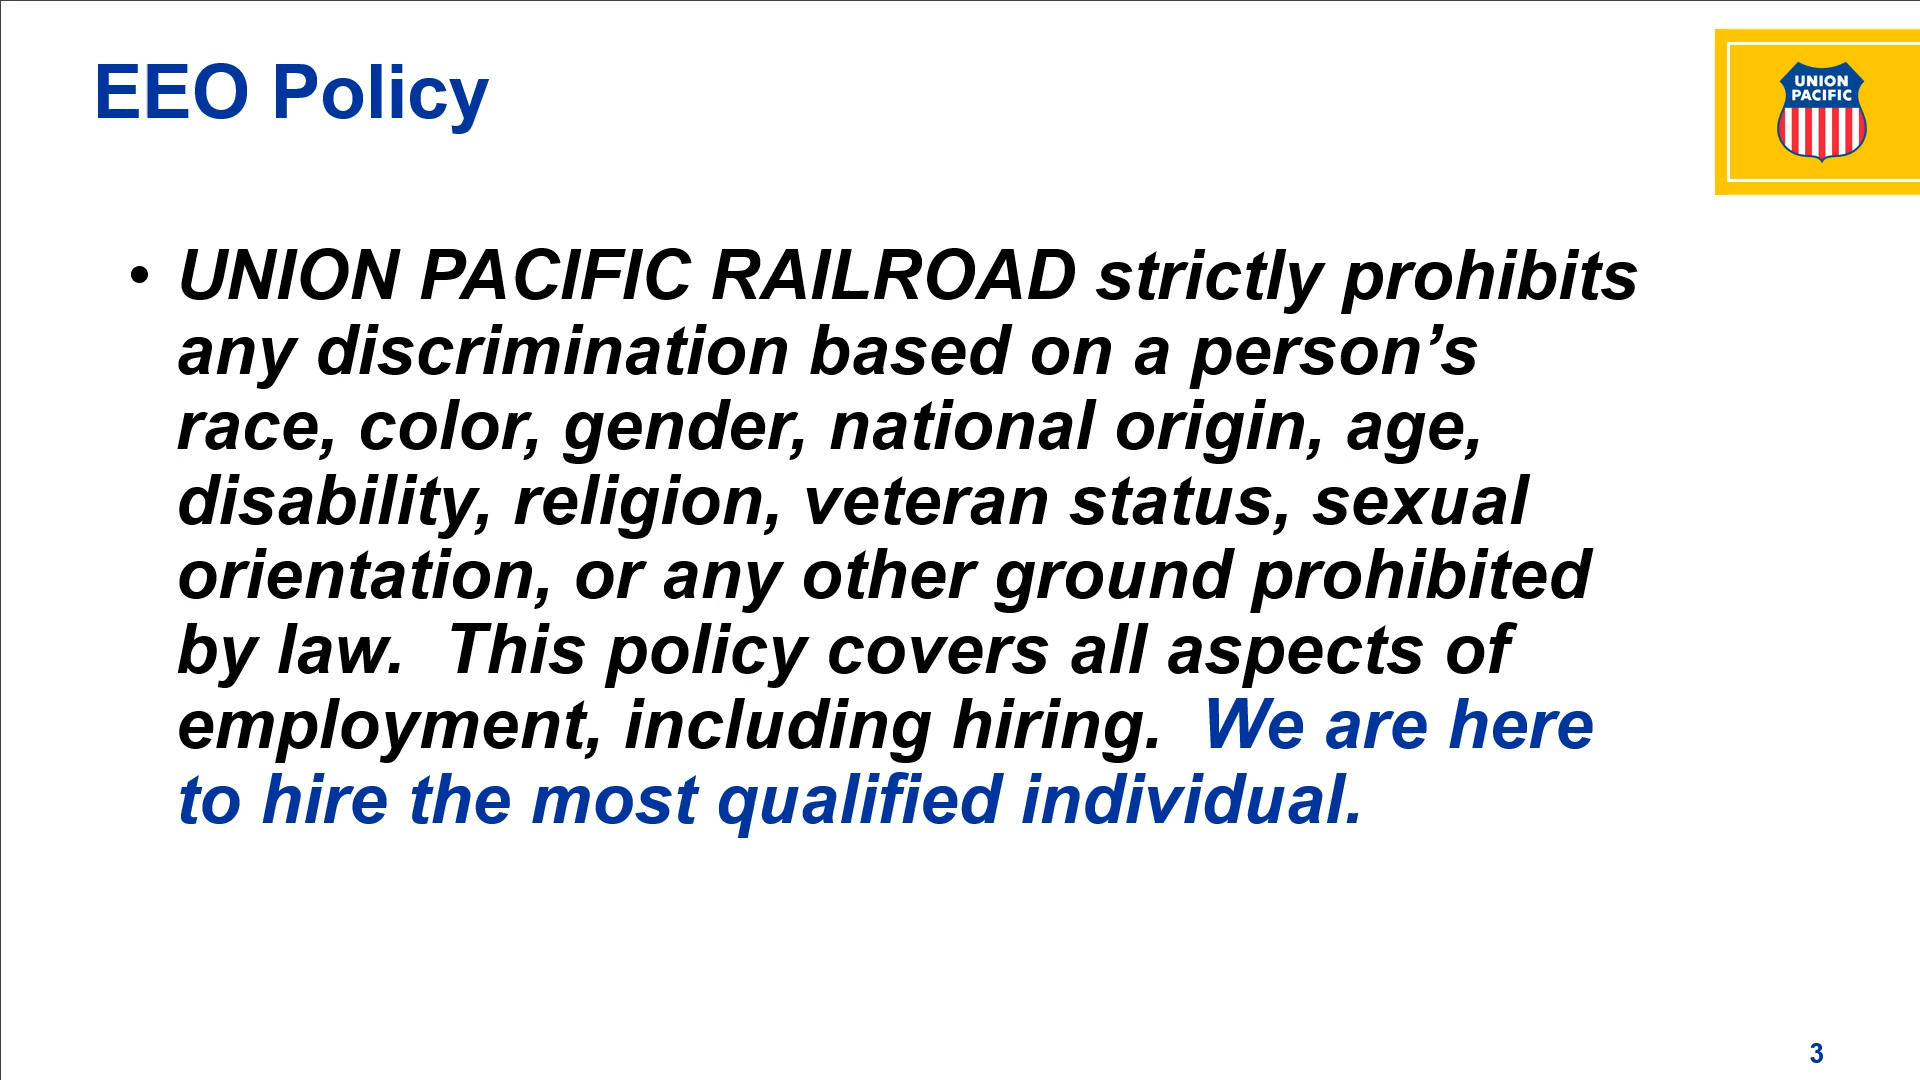 EEO Policy
UNION
PACIFIC
• UNION PACIFIC RAILROAD strictly prohibits
any discrimination based on a person’s
race, color, gender, national origin, age,
disability, religion, veteran status, sexual
orientation, or any other ground prohibited
by law.  This policy covers all aspects of
employment, including hiring.  We are here
to hire the most qualified individual.
3